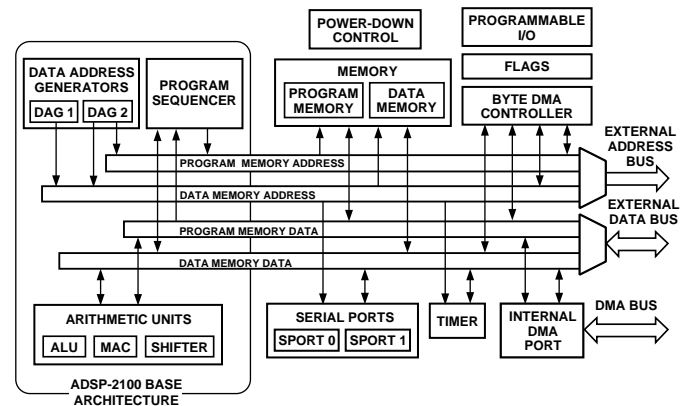 POWER-DOWN
CONTROL
PROGRAMMABLE
I/O
FLAGS
DATA ADDRESS
GENERATORS
DAG 1
DAG 2
PROGRAM
SEQUENCER
MEMORY
PROGRAM
MEMORY
DATA
MEMORY
BYTE DMA
CONTROLLER
EXTERNAL
ADDRESS
BUS
PROGRAM MEMORY ADDRESS
DATA MEMORY ADDRESS
EXTERNAL
DATA BUS
PROGRAM MEMORY DATA
DATA MEMORY DATA
ARITHMETIC UNITS
ALU
MAC
SHIFTER
SERIAL PORTS
SPORT 0
SPORT 1
TIMER
INTERNAL
DMA
PORT
DMA BUS
ADSP-2100 BASE
ARCHITECTURE